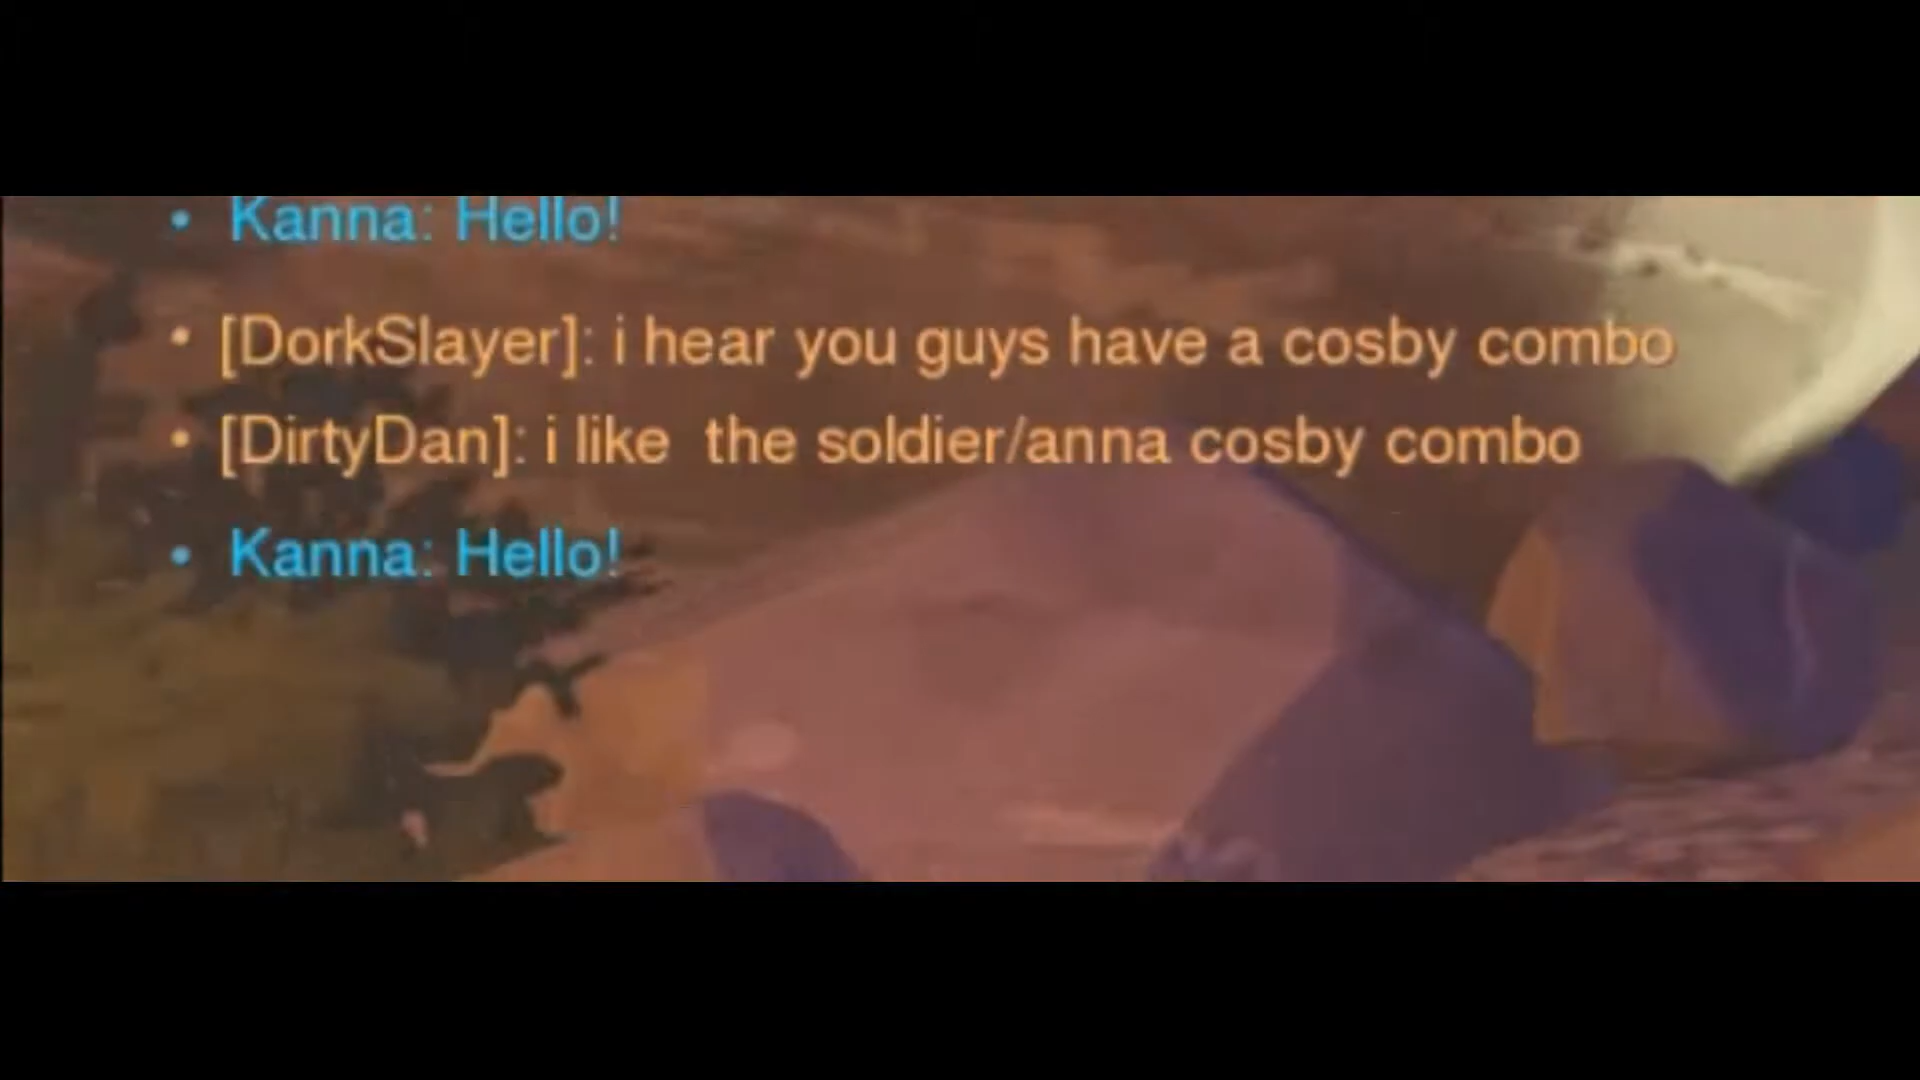 • Kanna: Hello!
• [DorkSlayer]: i hear you guys have a cosby combo
• [DirtyDan]: i like  the soldier/anna cosby combo
• Kanna: Hello!